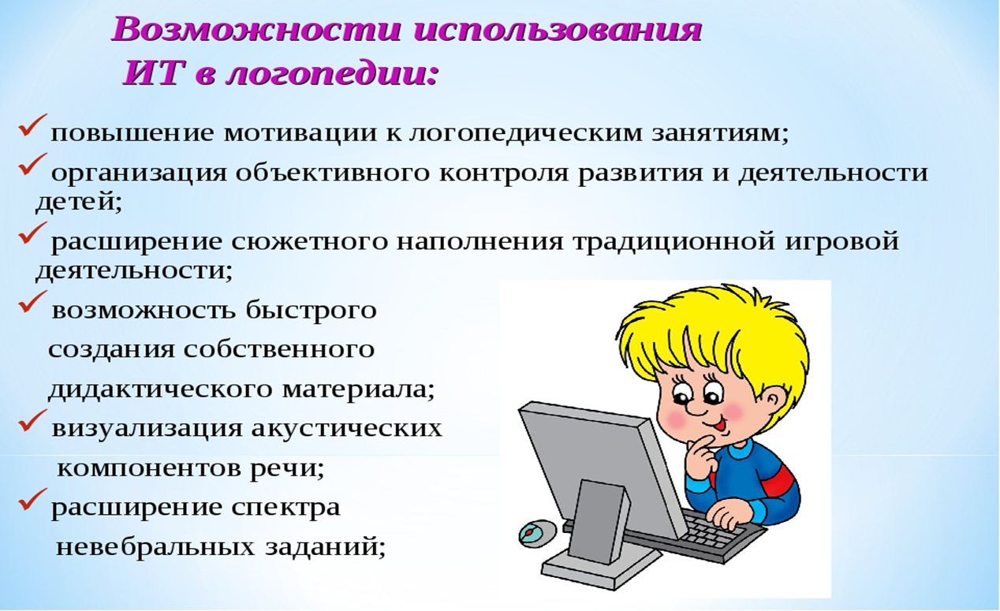 Возможности использования
ИТ в логопедии:
повышение мотивации к логопедическим занятиям;
организация объективного контроля развития и деятельности
детей;
расширение сюжетного наполнения традиционной игровой
деятельности;
возможность быстрого
создания собственного
дидактического материала;
визуализация акустических
компонентов речи;
расширение спектра
невебральных заданий;